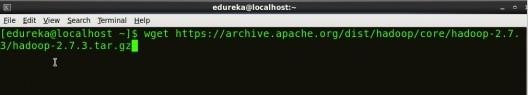 edureka@localhost:~
File Edit View Search Terminal Help
[edureka@localhost ~]$ wget https://archive.apache.org/dist/hadoop/core/hadoop-2.7.
3/hadoop-2.7.3.tar.gz